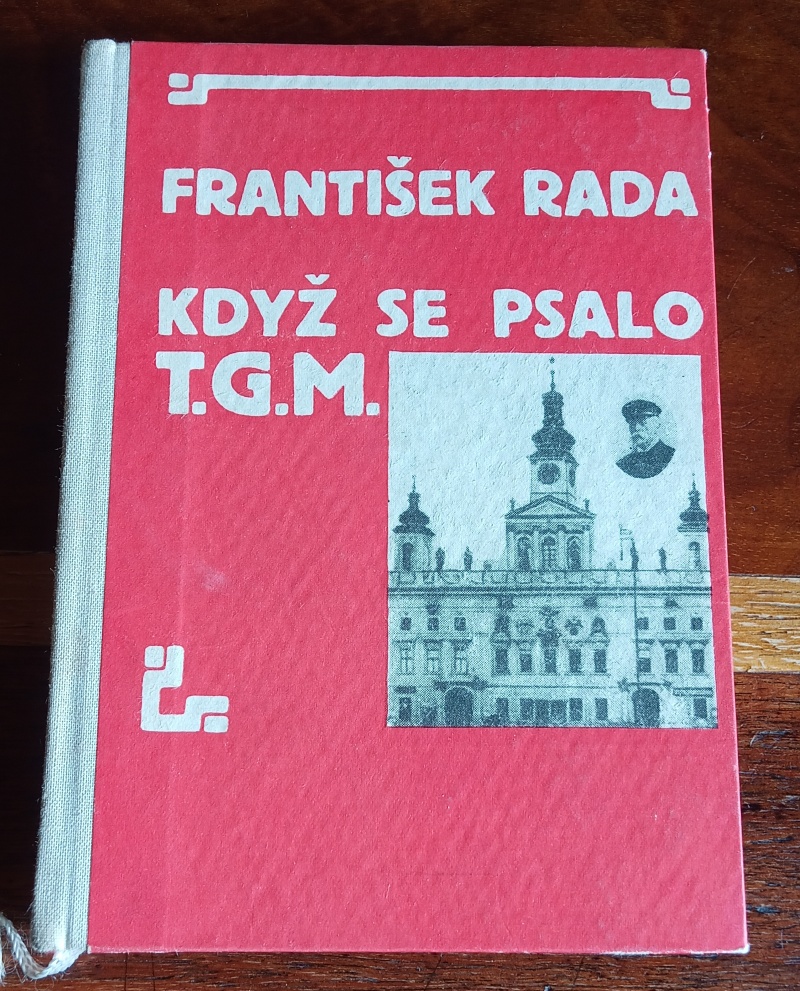 FRANTIŠEK RADA
KDYŽ SE PSALO
T.G.M.